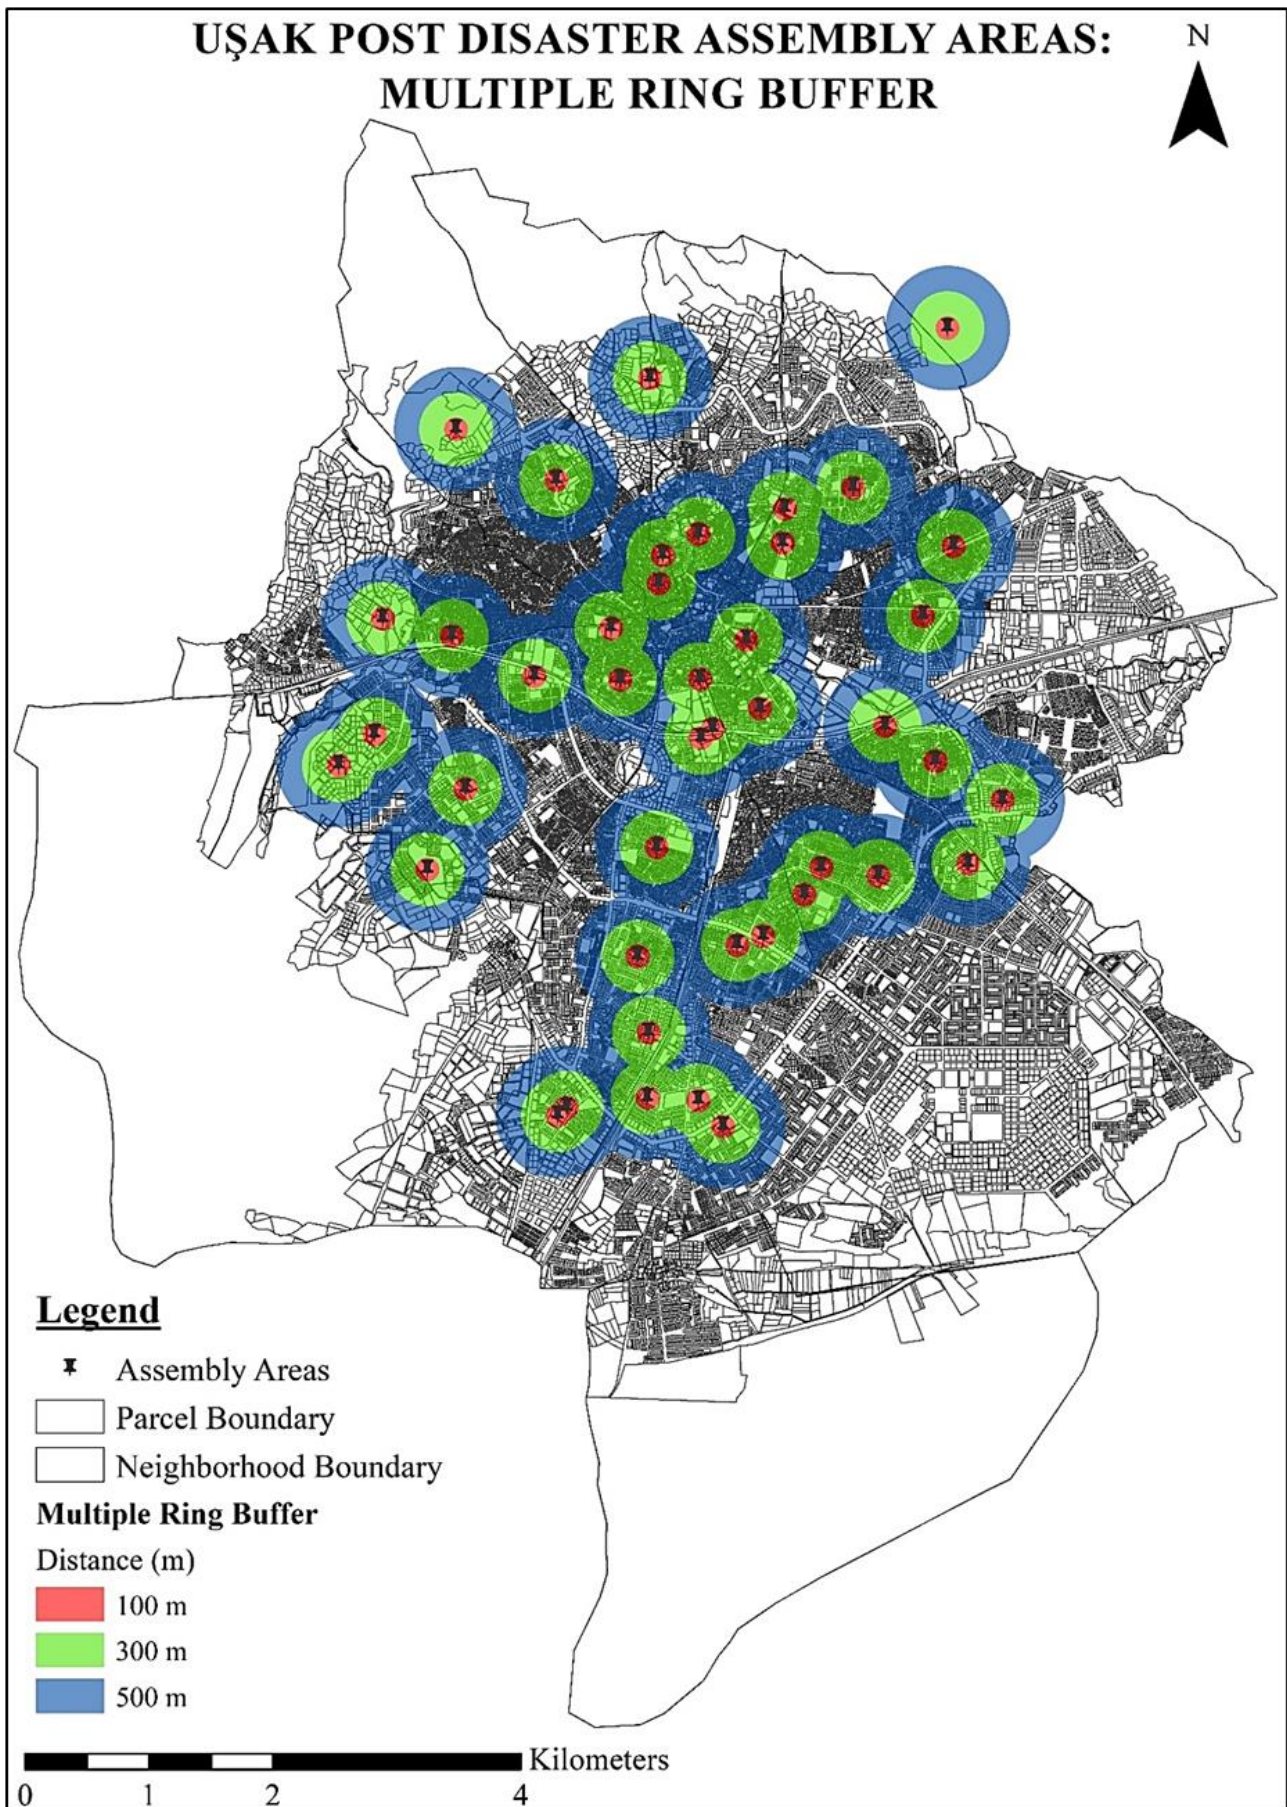 UŞAK POST DISASTER ASSEMBLY AREAS:
MULTIPLE RING BUFFER
N
Legend
Assembly Areas
Parcel Boundary
Neighborhood Boundary
Multiple Ring Buffer
Distance (m)
100 m
300 m
500 m
Kilometers
0 1 2 4